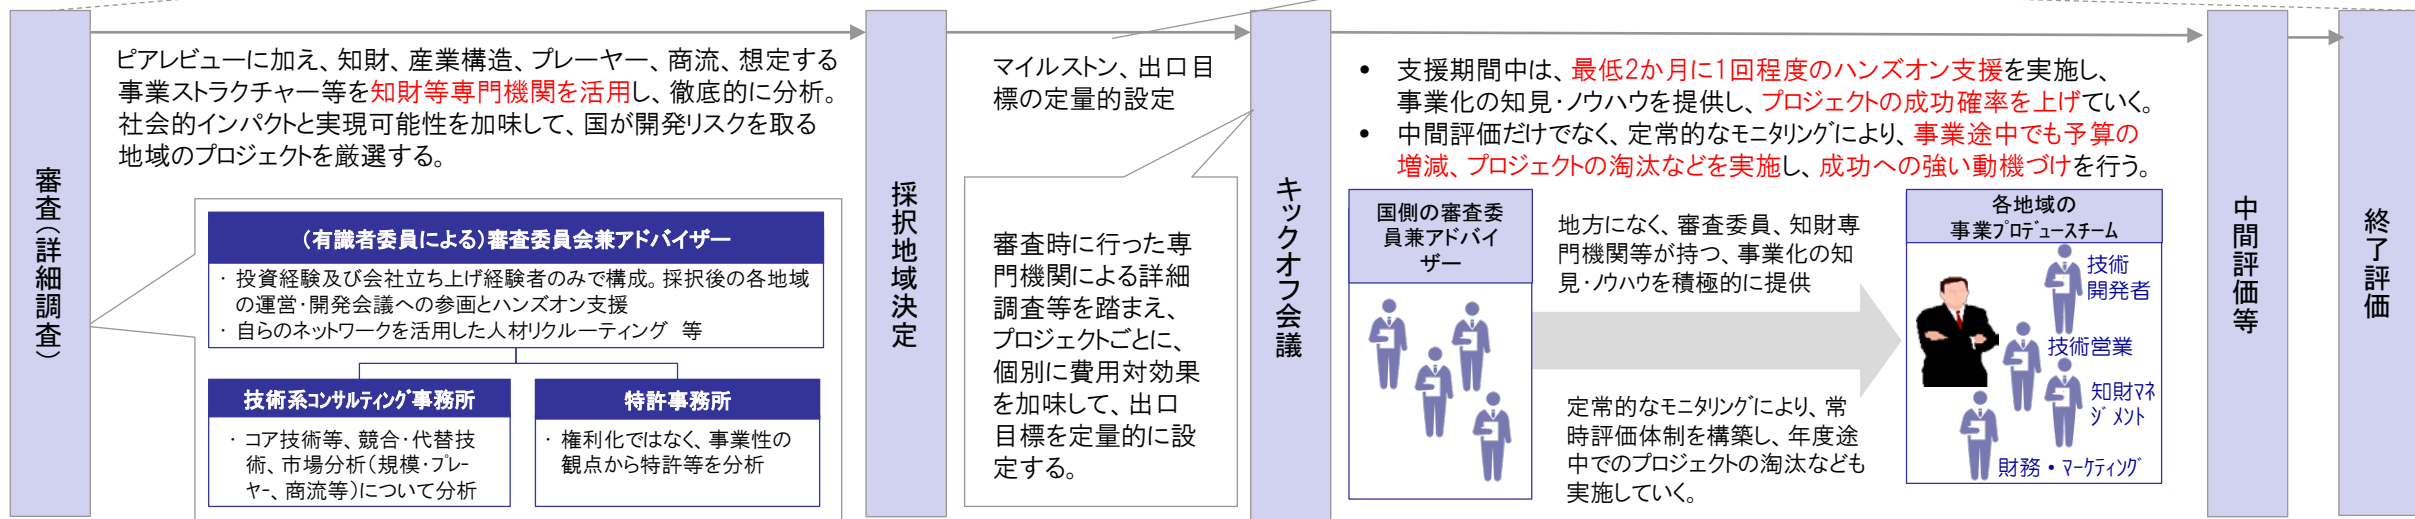 審査（詳細調査）
ピアレビューに加え、知財、産業構造、プレーヤー、商流、想定する
事業ストラクチャー等を知財等専門機関を活用し、徹底的に分析。
社会的インパクトと実現可能性を加味して、国が開発リスクを取る
地域のプロジェクトを厳選する。
（有識者委員による）審査委員会兼アドバイザー
・投資経験及び会社立ち上げ経験者のみで構成。採択後の各地域
の運営・開発会議への参画とハンズオン支援
・自らのネットワークを活用した人材リクルーティング　等
技術系ｺﾝｻﾙﾃｨﾝｸﾞ事務所
・コア技術等、競合・代替技
術、市場分析（規模・ﾌﾟﾚｰ
ﾔｰ、商流等）について分析
特許事務所
・権利化ではなく、事業性の
観点から特許等を分析
採択地域決定
マイルストン、出口目
標の定量的設定
審査時に行った専
門機関による詳細
調査等を踏まえ、
プロジェクトごとに、
個別に費用対効果
を加味して、出口
目標を定量的に設
定する。
キックオフ会議
• 支援期間中は、最低2か月に1回程度のハンズオン支援を実施し、
事業化の知見・ノウハウを提供し、プロジェクトの成功確率を上げていく。
• 中間評価だけでなく、定常的なモニタリングにより、事業途中でも予算の
増減、プロジェクトの淘汰などを実施し、成功への強い動機づけを行う。
国側の審査委
員兼アドバイ
ザー
地方になく、審査委員、知財専
門機関等が持つ、事業化の知
見・ノウハウを積極的に提供
定常的なモニタリングにより、常
時評価体制を構築し、年度途
中でのプロジェクトの淘汰なども
実施していく。
各地域の
事業ﾌﾟﾛﾃﾞｭｰｽﾁｰﾑ
技術
開発者
技術営業
知財ﾏﾈ
ｼﾞﾒﾝﾄ
財務・ﾏｰｹﾃｨﾝｸﾞ
中間評価等
終了評価